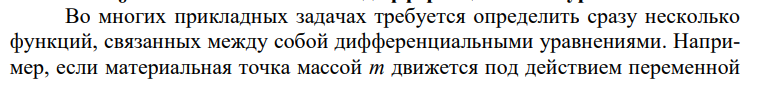 Во многих прикладных задачах требуется определить сразу несколько
функций, связанных между собой дифференциальными уравнениями. Напри-
мер, если материальная точка массой m движется под действием переменной